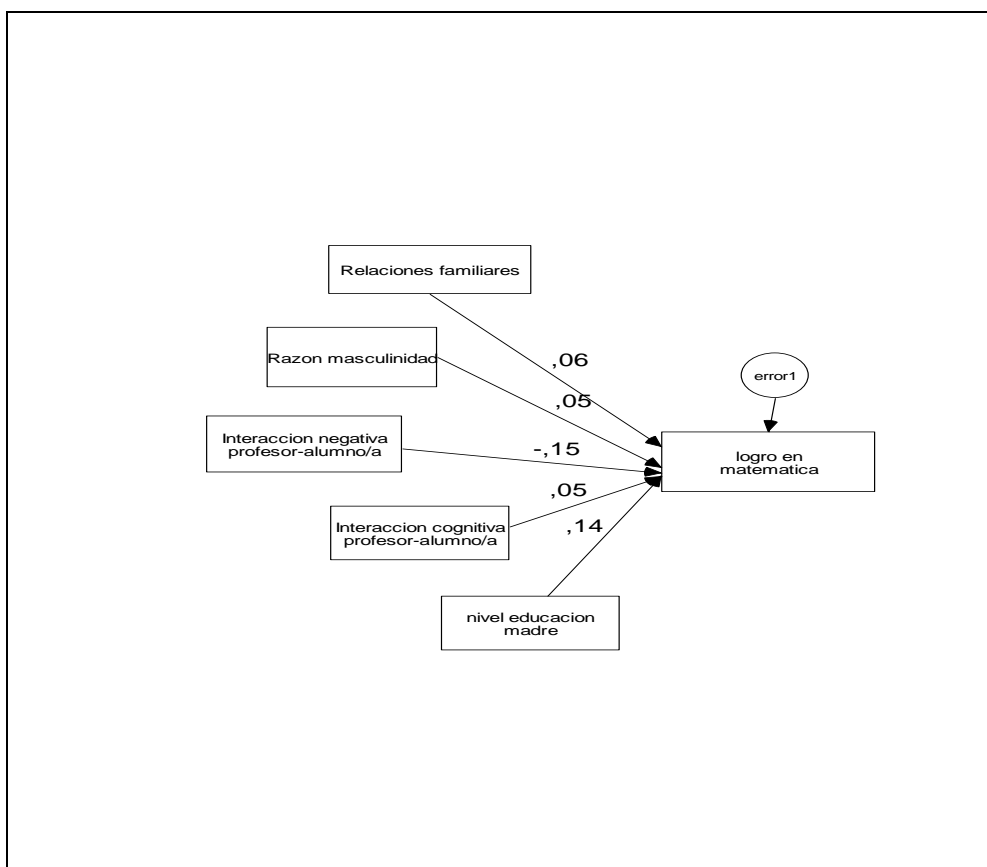 Relaciones familiares
Razon masculinidad
,06
error1
,05
Interaccion negativa
profesor-alumno/a
-,15
logro en
matematica
,05
Interaccion cognitiva
profesor-alumno/a
,14
nivel educacion
madre